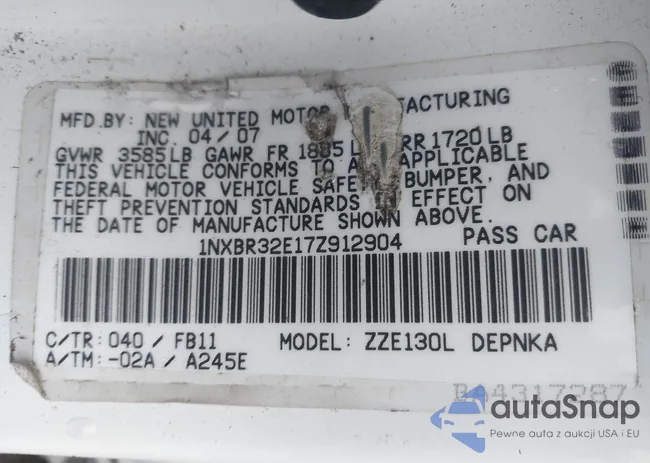 MFD. BY: NEW UNITED MOTOR MANUFACTURING
INC. 04/07
GVWR 3585LB GAWR FR 1885 L RR 1720LB
THIS VEHICLE CONFORMS TO APPLICABLE
FEDERAL MOTOR VEHICLE SAFETY BUMPER, AND
THEFT PREVENTION STANDARDS EFFECT ON
THE DATE OF MANUFACTURE SHOWN ABOVE.
1NXBR32E17Z912904 PASS CAR
C/TR: 040 / FB11 MODEL: ZZE130L DEPNKA
A/TM: -02A / A245E
autoSnap
Pewne auta z aukcji USA i EU